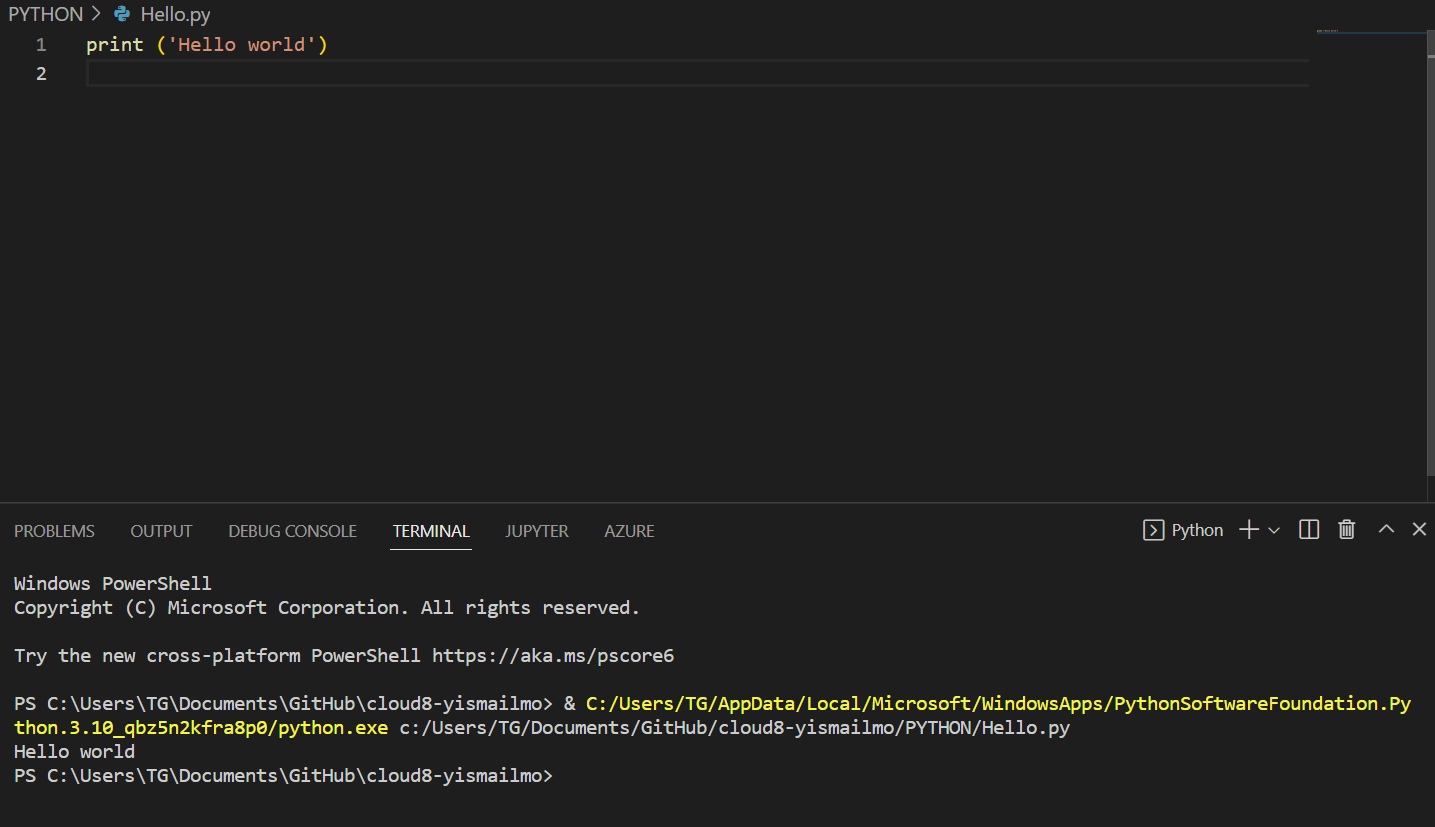 PYTHON > Hello.py
1 print ('Hello world')
2
PROBLEMS OUTPUT DEBUG CONSOLE TERMINAL JUPYTER AZURE Python
Windows PowerShell
Copyright (C) Microsoft Corporation. All rights reserved.
Try the new cross-platform PowerShell https://aka.ms/pscore6
PS C:\Users\TG\Documents\GitHub\cloud8-yismailmo> & C:/Users/TG/AppData/Local/Microsoft/WindowsApps/PythonSoftwareFoundation.Py
thon.3.10_qbz5n2kfra8p0/python.exe c:/Users/TG/Documents/GitHub/cloud8-yismailmo/PYTHON/Hello.py
Hello world
PS C:\Users\TG\Documents\GitHub\cloud8-yismailmo>